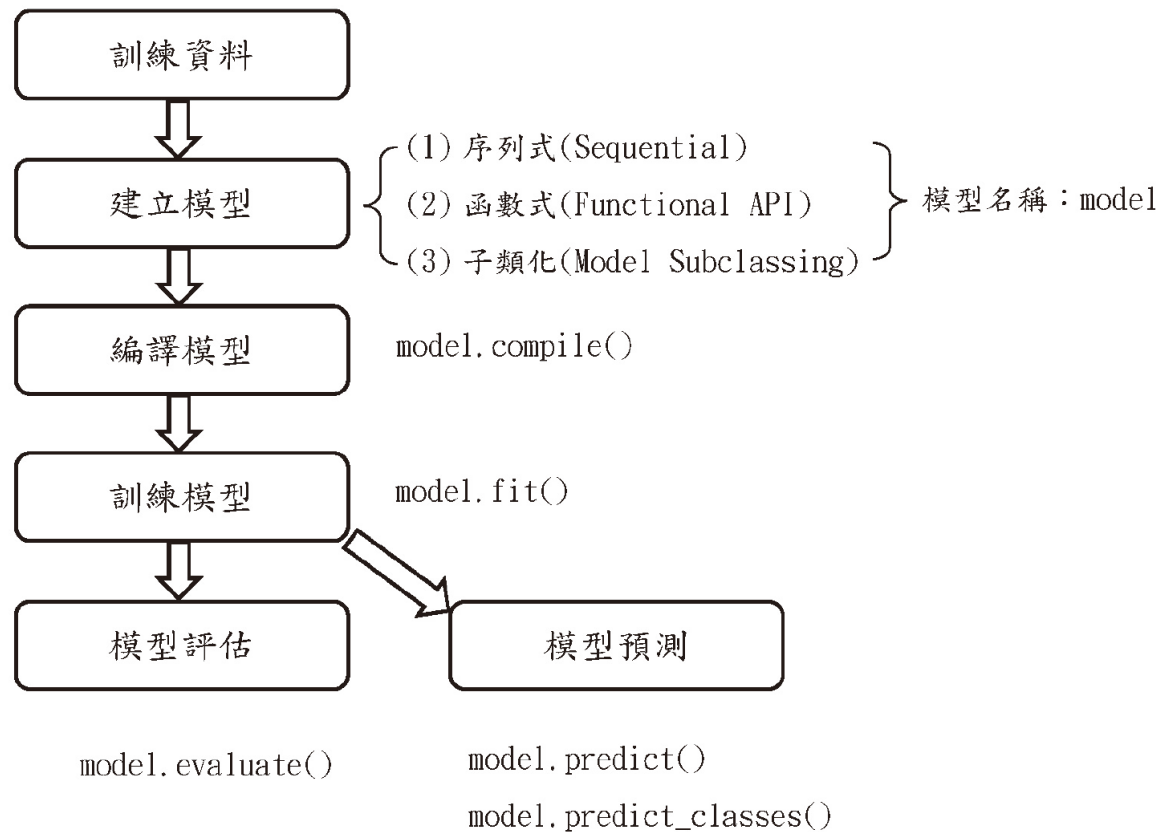 訓練資料
建立模型
(1) 序列式(Sequential)
(2) 函數式(Functional API)
(3) 子類化(Model Subclassing)
模型名稱：model
編譯模型
model.compile()
訓練模型
model.fit()
模型評估
模型預測
model.evaluate()
model.predict()
model.predict_classes()